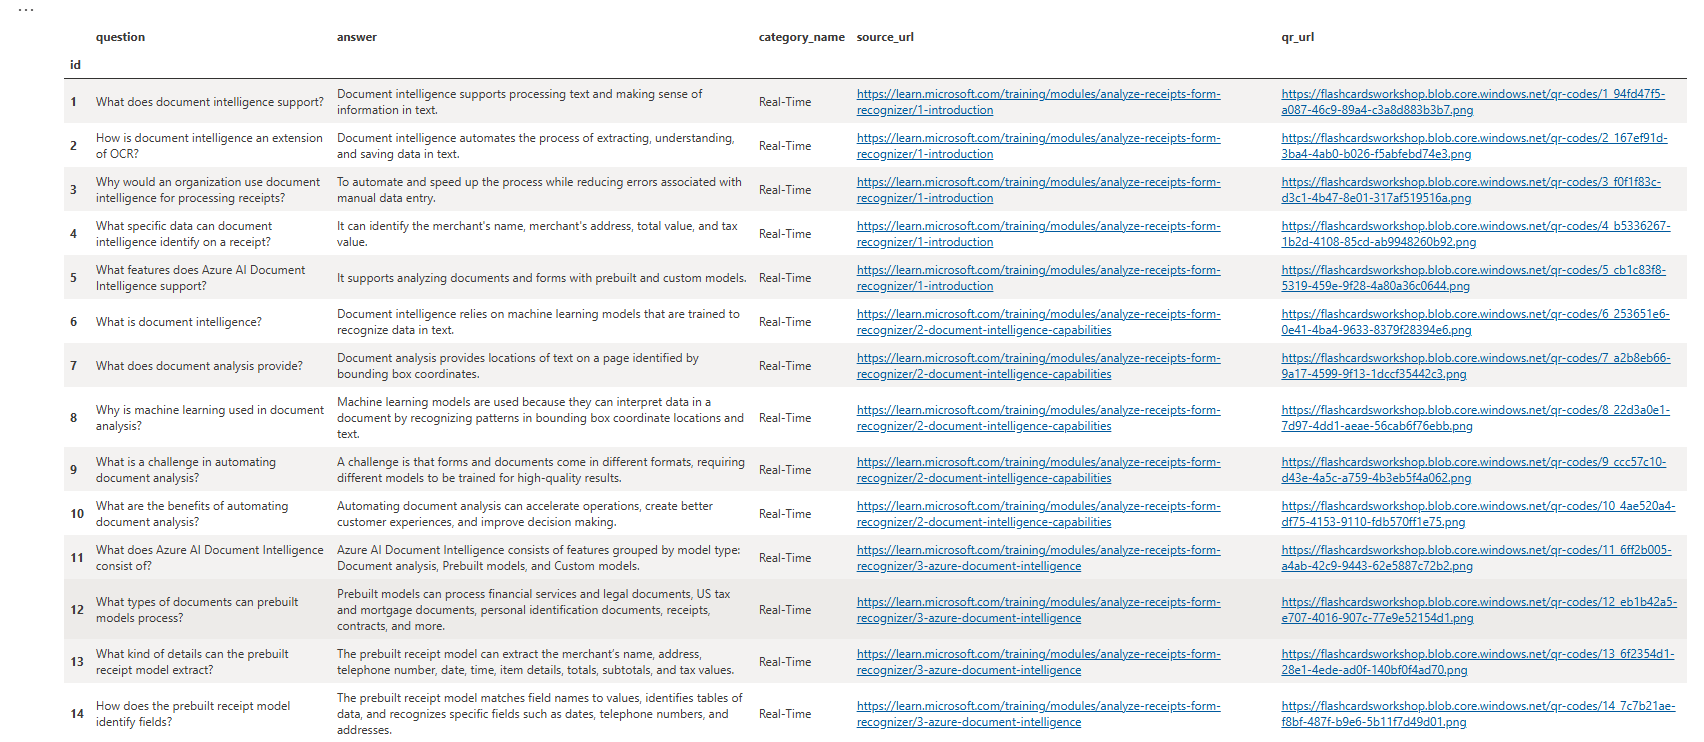 ...
question answer category_name source_url qr_url
id
1 What does document intelligence support? Document intelligence supports processing text and making sense of information in text. Real-Time https://learn.microsoft.com/training/modules/analyze-receipts-form-recognizer/1-introduction https://flashcardsworkshop.blob.core.windows.net/qr-codes/1_94fd47f5-a087-46c9-89a4-c3a8d883b3b7.png
2 How is document intelligence an extension of OCR? Document intelligence automates the process of extracting, understanding, and saving data in text. Real-Time https://learn.microsoft.com/training/modules/analyze-receipts-form-recognizer/1-introduction https://flashcardsworkshop.blob.core.windows.net/qr-codes/2_167ef91d-3ba4-4ab0-b026-f5abfebd74e3.png
3 Why would an organization use document intelligence for processing receipts? To automate and speed up the process while reducing errors associated with manual data entry. Real-Time https://learn.microsoft.com/training/modules/analyze-receipts-form-recognizer/1-introduction https://flashcardsworkshop.blob.core.windows.net/qr-codes/3_f0f1f83c-d3c1-4b47-8e01-317af519516a.png
4 What specific data can document intelligence identify on a receipt? It can identify the merchant's name, merchant's address, total value, and tax value. Real-Time https://learn.microsoft.com/training/modules/analyze-receipts-form-recognizer/1-introduction https://flashcardsworkshop.blob.core.windows.net/qr-codes/4_b5336267-1b2d-4108-85cd-ab9948260b92.png
5 What features does Azure AI Document Intelligence support? It supports analyzing documents and forms with prebuilt and custom models. Real-Time https://learn.microsoft.com/training/modules/analyze-receipts-form-recognizer/1-introduction https://flashcardsworkshop.blob.core.windows.net/qr-codes/5_cb1c83f8-5319-459e-9f28-4a80a36c0644.png
6 What is document intelligence? Document intelligence relies on machine learning models that are trained to recognize data in text. Real-Time https://learn.microsoft.com/training/modules/analyze-receipts-form-recognizer/2-document-intelligence-capabilities https://flashcardsworkshop.blob.core.windows.net/qr-codes/6_253651e6-0e41-4ba4-9633-8379f28394e6.png
7 What does document analysis provide? Document analysis provides locations of text on a page identified by bounding box coordinates. Real-Time https://learn.microsoft.com/training/modules/analyze-receipts-form-recognizer/2-document-intelligence-capabilities https://flashcardsworkshop.blob.core.windows.net/qr-codes/7_a2b8eb66-9a17-4599-9f13-1dccf35442c3.png
8 Why is machine learning used in document analysis? Machine learning models are used because they can interpret data in a document by recognizing patterns in bounding box coordinate locations and text. Real-Time https://learn.microsoft.com/training/modules/analyze-receipts-form-recognizer/2-document-intelligence-capabilities https://flashcardsworkshop.blob.core.windows.net/qr-codes/8_22d3a0e1-7d97-4dd1-aeae-56cab6f76ebb.png
9 What is a challenge in automating document analysis? A challenge is that forms and documents come in different formats, requiring different models to be trained for high-quality results. Real-Time https://learn.microsoft.com/training/modules/analyze-receipts-form-recognizer/2-document-intelligence-capabilities https://flashcardsworkshop.blob.core.windows.net/qr-codes/9_ccc57c10-d43e-4a5c-a759-4b3eb5f4a062.png
10 What are the benefits of automating document analysis? Automating document analysis can accelerate operations, create better customer experiences, and improve decision making. Real-Time https://learn.microsoft.com/training/modules/analyze-receipts-form-recognizer/2-document-intelligence-capabilities https://flashcardsworkshop.blob.core.windows.net/qr-codes/10_4ae520a4-df75-4153-9110-fdb570ff1e75.png
11 What does Azure AI Document Intelligence consist of? Azure AI Document Intelligence consists of features grouped by model type: Document analysis, Prebuilt models, and Custom models. Real-Time https://learn.microsoft.com/training/modules/analyze-receipts-form-recognizer/3-azure-document-intelligence https://flashcardsworkshop.blob.core.windows.net/qr-codes/11_6ff2b005-a4ab-42c9-9443-62e5887c72b2.png
12 What types of documents can prebuilt models process? Prebuilt models can process financial services and legal documents, US tax and mortgage documents, personal identification documents, receipts, contracts, and more. Real-Time https://learn.microsoft.com/training/modules/analyze-receipts-form-recognizer/3-azure-document-intelligence https://flashcardsworkshop.blob.core.windows.net/qr-codes/12_eb1b42a5-e707-4016-907c-77e9e52154d1.png
13 What kind of details can the prebuilt receipt model extract? The prebuilt receipt model can extract the merchant's name, address, telephone number, date, time, item details, totals, subtotals, and tax values. Real-Time https://learn.microsoft.com/training/modules/analyze-receipts-form-recognizer/3-azure-document-intelligence https://flashcardsworkshop.blob.core.windows.net/qr-codes/13_6f2354d1-28e1-4ede-ad0f-140bf0f4ad70.png
14 How does the prebuilt receipt model identify fields? The prebuilt receipt model matches field names to values, identifies tables of data, and recognizes specific fields such as dates, telephone numbers, and addresses. Real-Time https://learn.microsoft.com/training/modules/analyze-receipts-form-recognizer/3-azure-document-intelligence https://flashcardsworkshop.blob.core.windows.net/qr-codes/14_7c7b21ae-f8bf-487f-b9e6-5b11f7d49d01.png